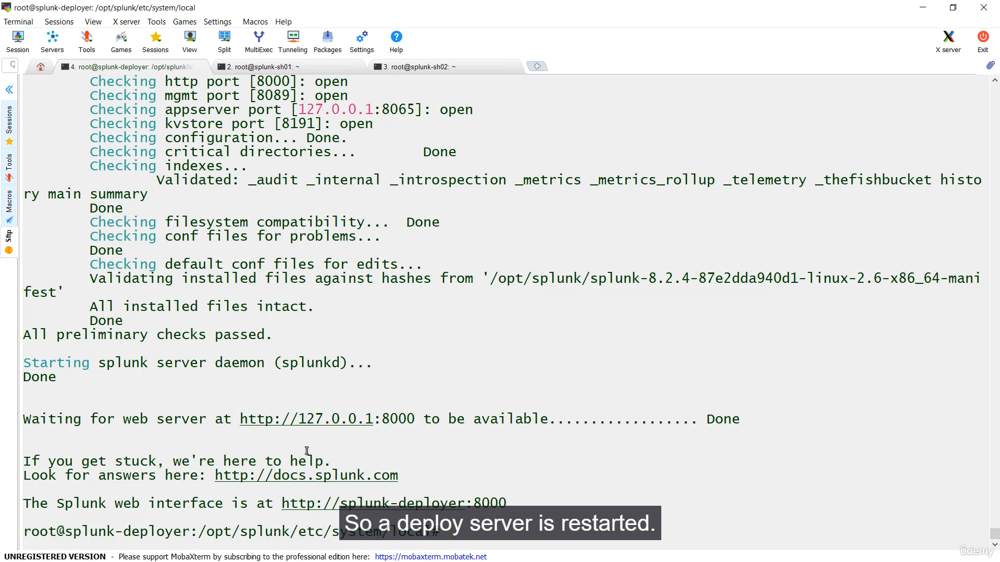 root@splunk-deployer: /opt/splunk/etc/system/local
Terminal Sessions View X server Tools Games Settings Macros Help
Session Servers Tools Games Sessions View Split MultiExec Tunneling Packages Settings Help X server Exit
4. root@splunk-deployer: /opt/splunk/e 2. root@splunk-sh01: ~ 3. root@splunk-sh02: ~
Sessions
Tools
Macros
Sftp
Checking http port [8000]: open
Checking mgmt port [8089]: open
Checking appserver port [127.0.0.1:8065]: open
Checking kvstore port [8191]: open
Checking configuration... Done.
Checking critical directories... Done
Checking indexes...
Validated: _audit _internal _introspection _metrics _metrics_rollup _telemetry _thefishbucket histo
ry main summary
Done
Checking filesystem compatibility... Done
Checking conf files for problems...
Done
Checking default conf files for edits...
Validating installed files against hashes from '/opt/splunk/splunk-8.2.4-87e2dda940d1-linux-2.6-x86_64-mani
fest'
All installed files intact.
Done
All preliminary checks passed.
Starting splunk server daemon (splunkd)...
Done
Waiting for web server at http://127.0.0.1:8000 to be available.................. Done
If you get stuck, we're here to help.
Look for answers here: http://docs.splunk.com
The Splunk web interface is at http://splunk-deployer:8000
root@splunk-deployer:/opt/splunk/etc/system/local#
So a deploy server is restarted.
UNREGISTERED VERSION - Please support MobaXterm by subscribing to the professional edition here: https://mobaxterm.mobatek.net
ûdemy